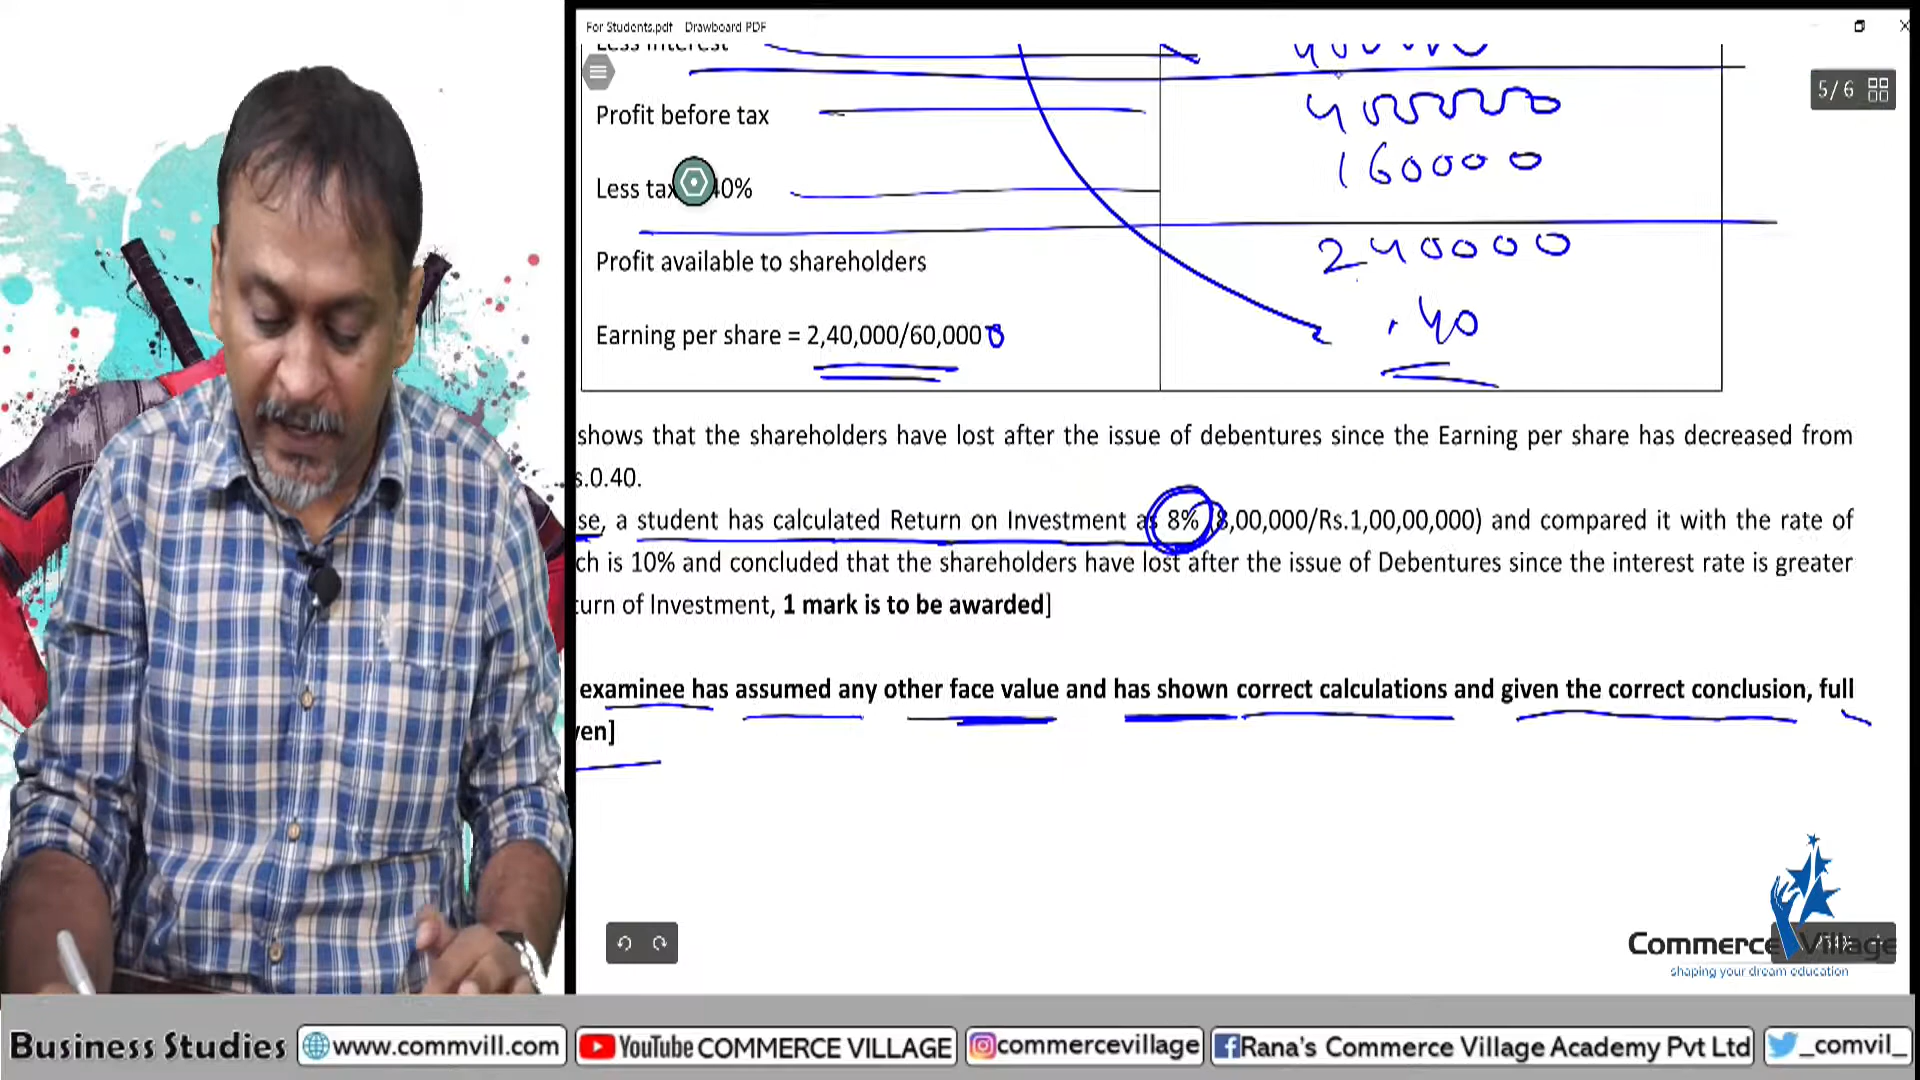 For Students.pdf Drawboard PDF
Less interest
400000
5 / 6
Profit before tax
400000
160000
Less tax 40%
240000
Profit available to shareholders
.40
Earning per share = 2,40,000/60,0000
shows that the shareholders have lost after the issue of debentures since the Earning per share has decreased from
s.0.40.
se, a student has calculated Return on Investment as 8% (8,00,000/Rs.1,00,00,000) and compared it with the rate of
ch is 10% and concluded that the shareholders have lost after the issue of Debentures since the interest rate is greater
turn of Investment, 1 mark is to be awarded]
examinee has assumed any other face value and has shown correct calculations and given the correct conclusion, full
ven]
Commerce Village
shaping your dream education
Business Studies www.commvill.com YouTube COMMERCE VILLAGE commercevillage Rana's Commerce Village Academy Pvt Ltd _comvil_